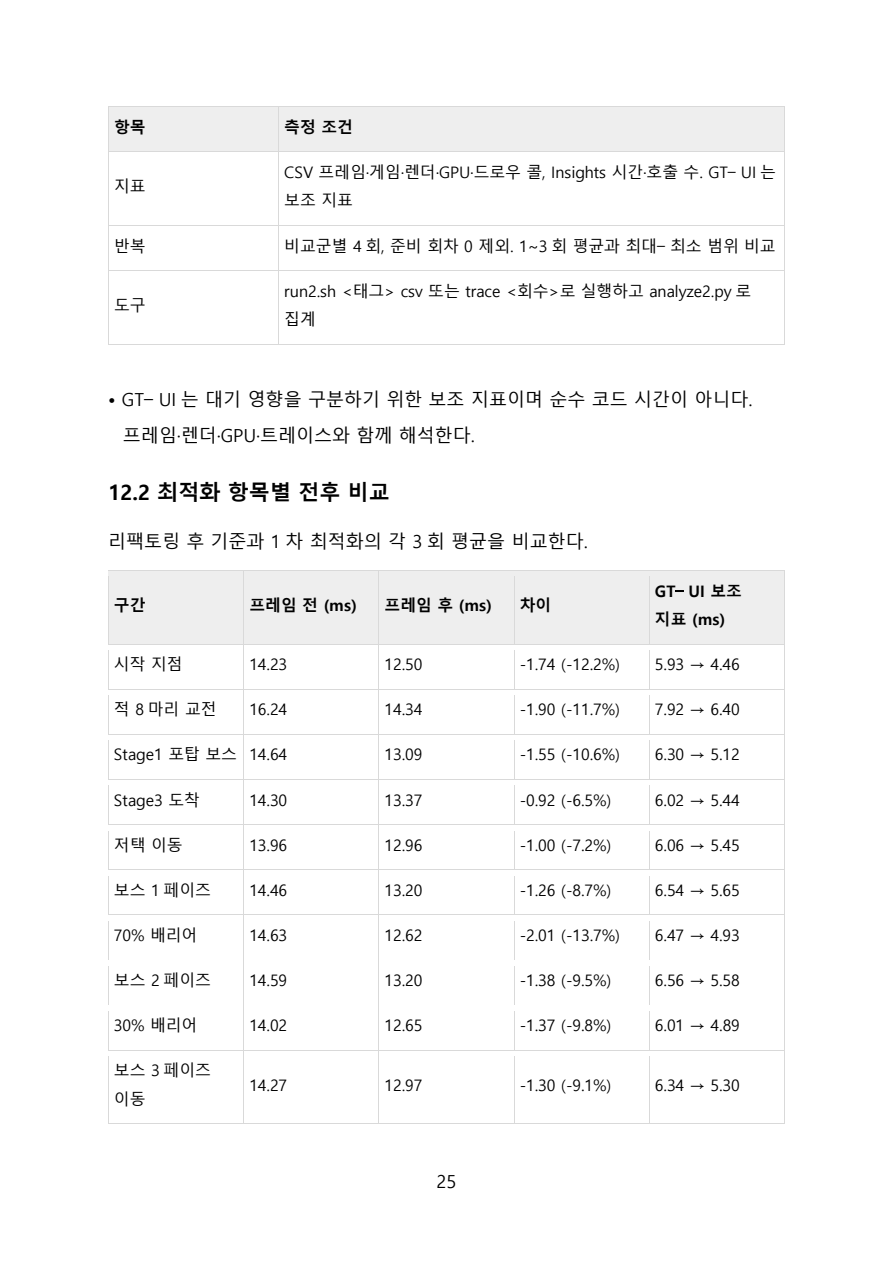 항목 측정 조건
지표 CSV 프레임·게임·렌더·GPU·드로우 콜, Insights 시간·호출 수. GT– UI 는
보조 지표
반복 비교군별 4 회, 준비 회차 0 제외. 1~3 회 평균과 최대– 최소 범위 비교
도구 run2.sh <태그> csv 또는 trace <회수>로 실행하고 analyze2.py 로
집계
• GT– UI 는 대기 영향을 구분하기 위한 보조 지표이며 순수 코드 시간이 아니다.
프레임·렌더·GPU·트레이스와 함께 해석한다.
12.2 최적화 항목별 전후 비교
리팩토링 후 기준과 1 차 최적화의 각 3 회 평균을 비교한다.
구간 프레임 전 (ms) 프레임 후 (ms) 차이 GT– UI 보조
지표 (ms)
시작 지점 14.23 12.50 -1.74 (-12.2%) 5.93 → 4.46
적 8 마리 교전 16.24 14.34 -1.90 (-11.7%) 7.92 → 6.40
Stage1 포탑 보스 14.64 13.09 -1.55 (-10.6%) 6.30 → 5.12
Stage3 도착 14.30 13.37 -0.92 (-6.5%) 6.02 → 5.44
저택 이동 13.96 12.96 -1.00 (-7.2%) 6.06 → 5.45
보스 1 페이즈 14.46 13.20 -1.26 (-8.7%) 6.54 → 5.65
70% 배리어 14.63 12.62 -2.01 (-13.7%) 6.47 → 4.93
보스 2 페이즈 14.59 13.20 -1.38 (-9.5%) 6.56 → 5.58
30% 배리어 14.02 12.65 -1.37 (-9.8%) 6.01 → 4.89
보스 3 페이즈
이동 14.27 12.97 -1.30 (-9.1%) 6.34 → 5.30
25